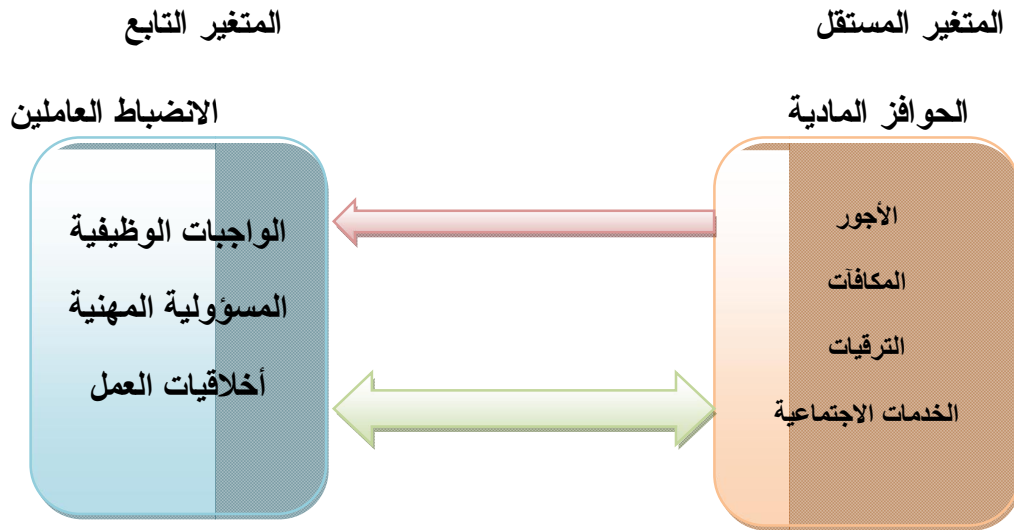 المتغير المستقل
المتغير التابع
الحوافز المادية
الانضباط العاملين
الأجور
المكافآت
الترقيات
الخدمات الاجتماعية
الواجبات الوظيفية
المسؤولية المهنية
أخلاقيات العمل